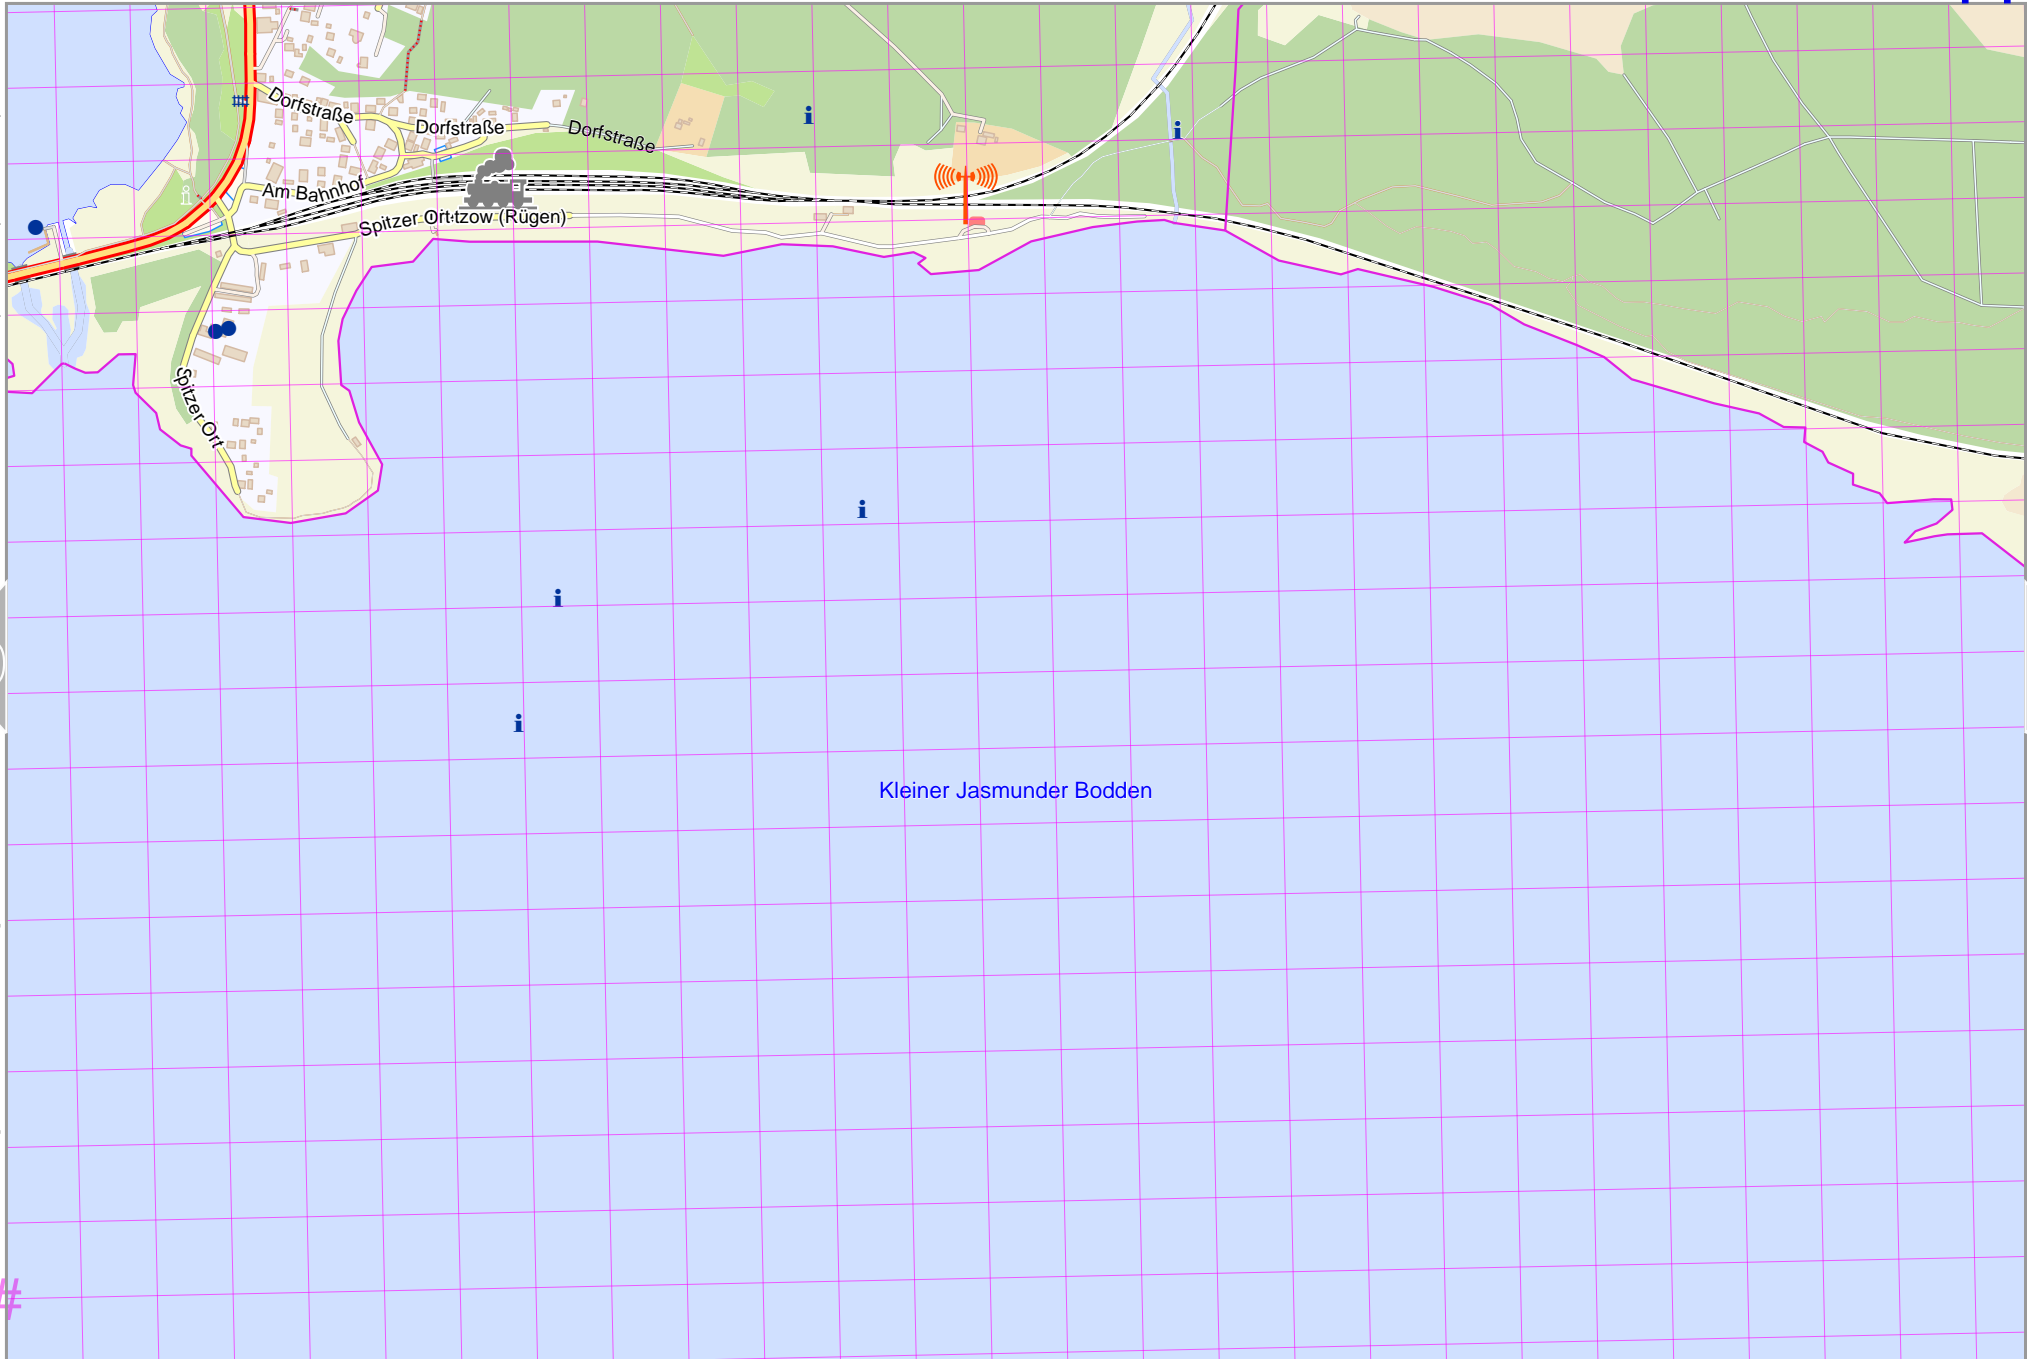 Dorfstraße
Dorfstraße
Dorfstraße
Am Bahnhof
Spitzer Ort
tzow (Rügen)
Spitzer Ort
Kleiner Jasmunder Bodden
#